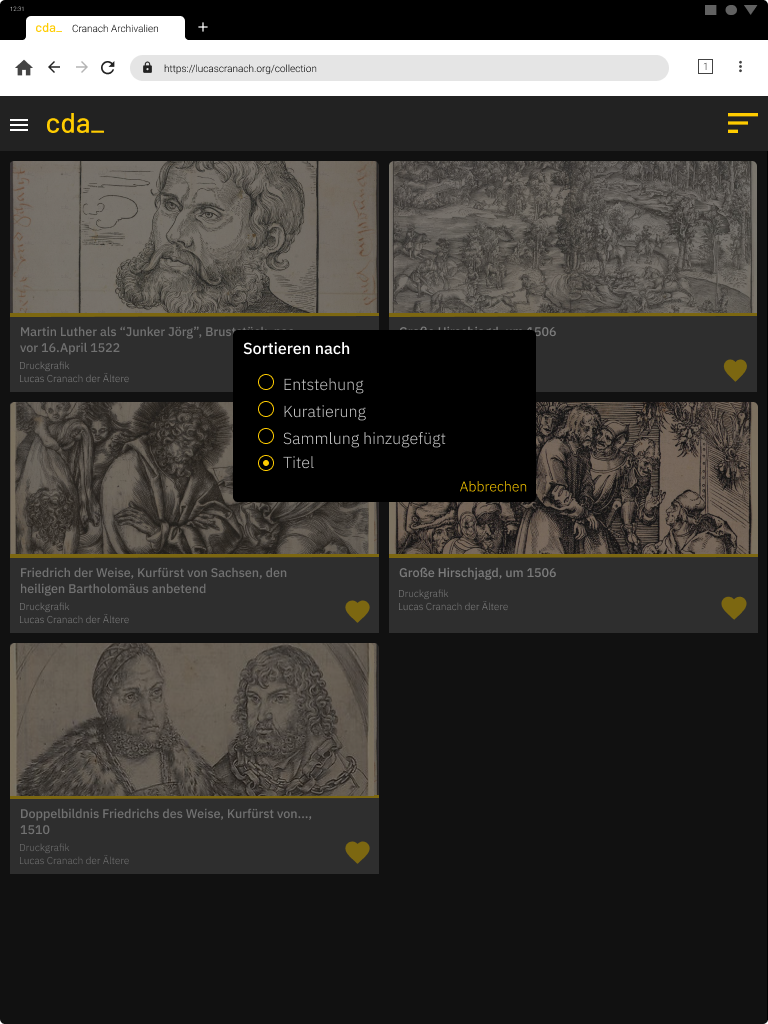 12:31
cda_ Cranach Archivalien
https://lucascranach.org/collection
1
cda_
Martin Luther als “Junker Jörg”,
vor 16.April 1522
Druckgrafik
Lucas Cranach der Ältere
Große Hirschjagd, um 1506
Sortieren nach
Entstehung
Kuratierung
Sammlung hinzugefügt
Titel
Abbrechen
Friedrich der Weise, Kurfürst von Sachsen, den
heiligen Bartholomäus anbetend
Druckgrafik
Lucas Cranach der Ältere
Große Hirschjagd, um 1506
Druckgrafik
Lucas Cranach der Ältere
Doppelbildnis Friedrichs des Weise, Kurfürst von...,
1510
Druckgrafik
Lucas Cranach der Ältere